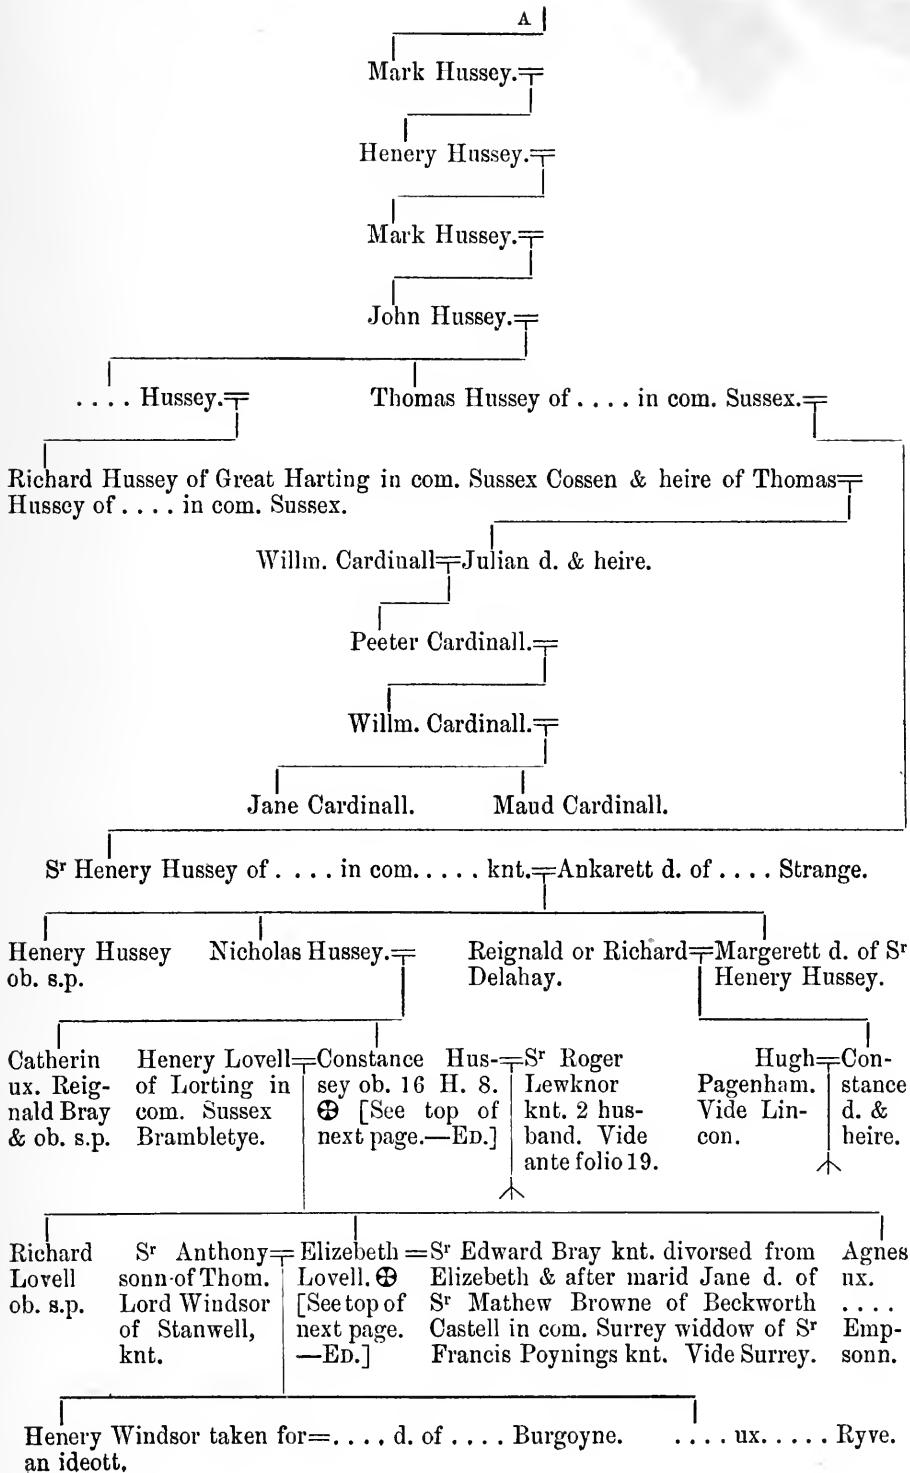 A
Mark Hussey.
Henery Hussey.
Mark Hussey.
John Hussey.
. . . . Hussey. Thomas Hussey of . . . . in com. Sussex.
Richard Hussey of Great Harting in com. Sussex Cossen & heire of Thomas
Hussey of . . . . in com. Sussex.
Willm. Cardinall=Julian d. & heire.
Peeter Cardinall.
Willm. Cardinall.
Jane Cardinall. Maud Cardinall.
Sr Henery Hussey of . . . . in com. . . . . knt.=Ankarett d. of . . . . Strange.
Henery Hussey
ob. s.p.
Nicholas Hussey.
Reignald or Richard
Delahay.
Margerett d. of Sr
Henery Hussey.
Catherin
ux. Reig-
nald Bray
& ob. s.p.
Henery Lovell
of Lorting in
com. Sussex
Brambletye.
Constance Hus-
sey ob. 16 H. 8.
⊕ [See top of
next page.—ED.]
Sr Roger
Lewknor
knt. 2 hus-
band. Vide
ante folio 19.
Hugh
Pagenham.
Vide Lin-
con.
Con-
stance
d. &
heire.
Richard
Lovell
ob. s.p.
Sr Anthony
sonn of Thom.
Lord Windsor
of Stanwell,
knt.
Elizebeth
Lovell. ⊕
[See top of
next page.
—ED.]
Sr Edward Bray knt. divorsed from
Elizebeth & after marid Jane d. of
Sr Mathew Browne of Beckworth
Castell in com. Surrey widdow of Sr
Francis Poynings knt. Vide Surrey.
Agnes
ux.
. . . .
Emp-
sonn.
Henery Windsor taken for=. . . . d. of . . . . Burgoyne. . . . . ux. . . . . Ryve.
an ideott,